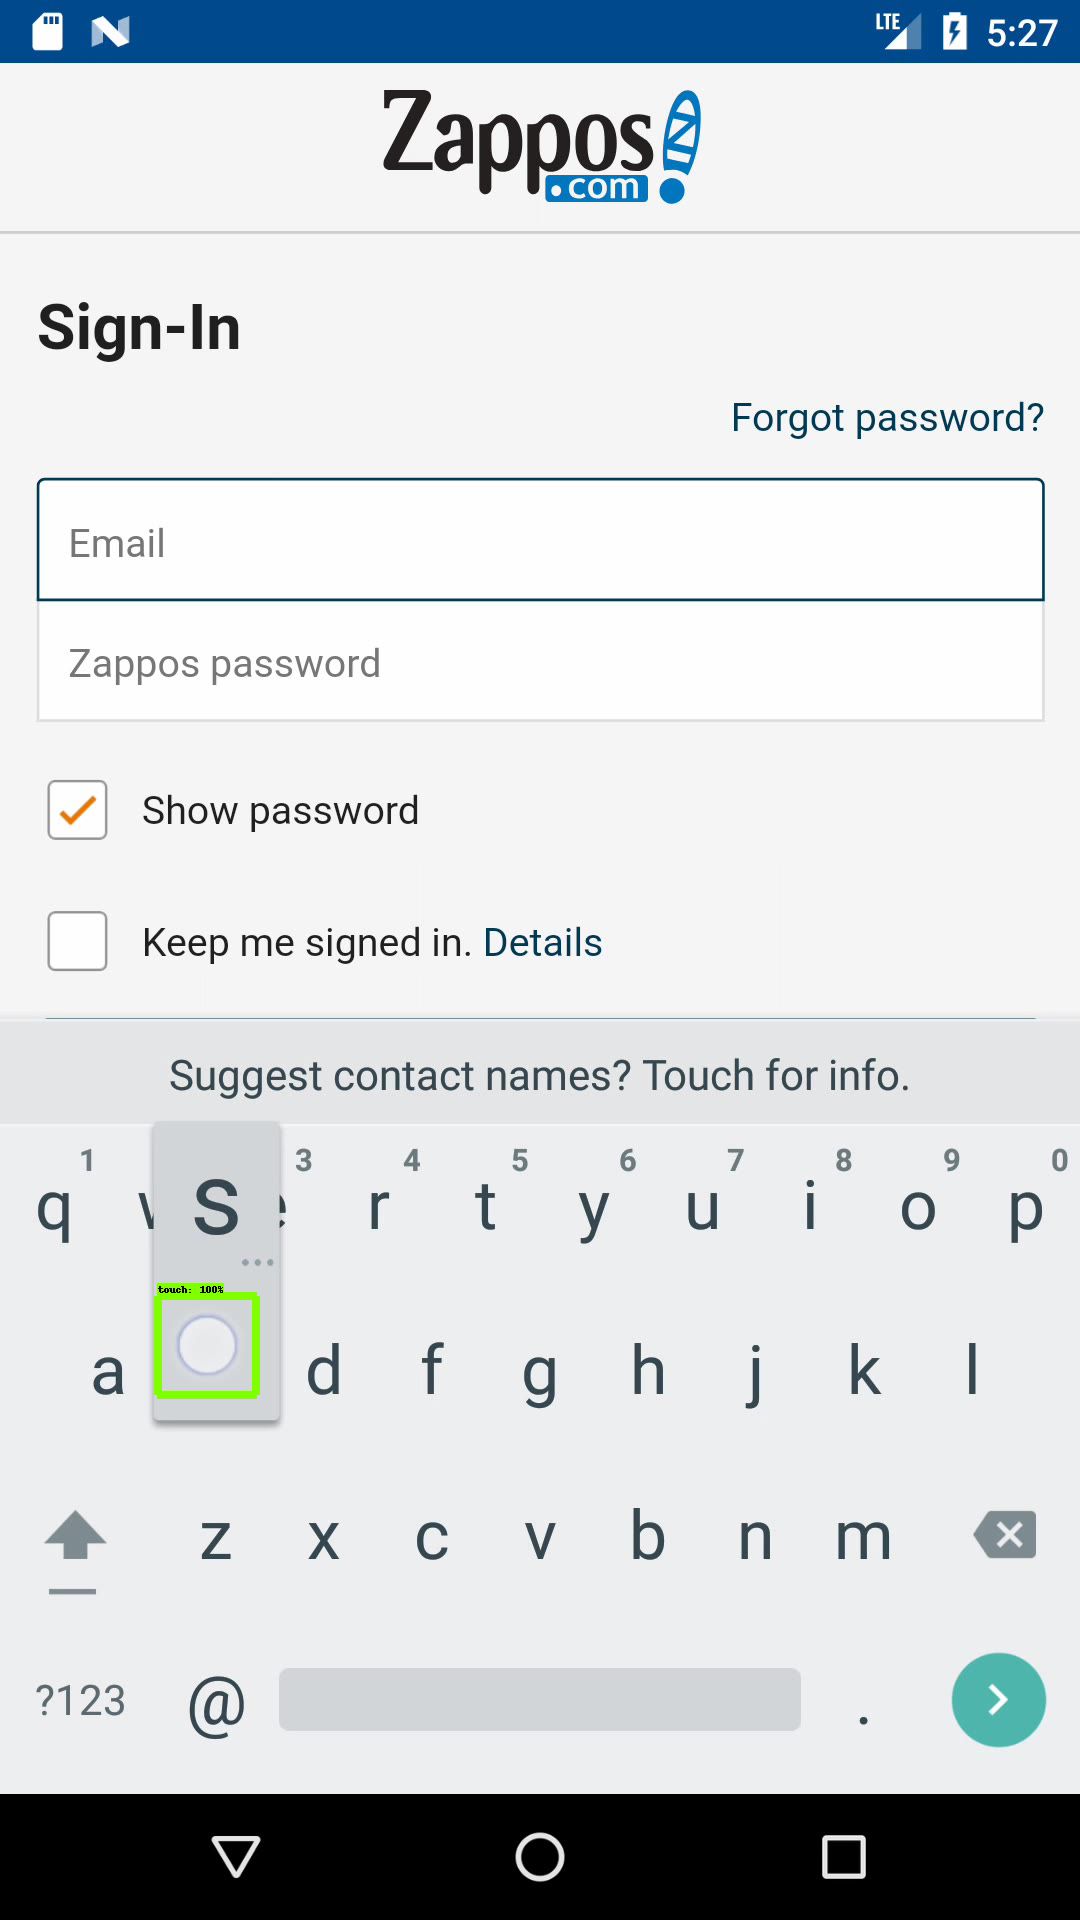 LTE 5:27
Zappos
.com
Sign-In
Forgot password?
Email
Zappos password
Show password
Keep me signed in. Details
Suggest contact names? Touch for info.
1 3 4 5 6 7 8 9 0
q s r t y u i o p
touch: 100%
a d f g h j k l
z x c v b n m
?123 @ .